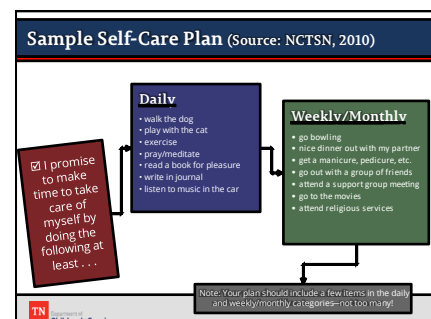 Sample Self-Care Plan (Source: NCTSN, 2010)
☑ I promise
to make
time to take
care of
myself by
doing the
following at
least . . .
Daily
• walk the dog
• play with the cat
• exercise
• pray/meditate
• read a book for pleasure
• write in journal
• listen to music in the car
Weekly/Monthly
• go bowling
• nice dinner out with my partner
• get a manicure, pedicure, etc.
• go out with a group of friends
• attend a support group meeting
• go to the movies
• attend religious services
Note: Your plan should include a few items in the daily
and weekly/monthly categories—not too many!
TN
Department of